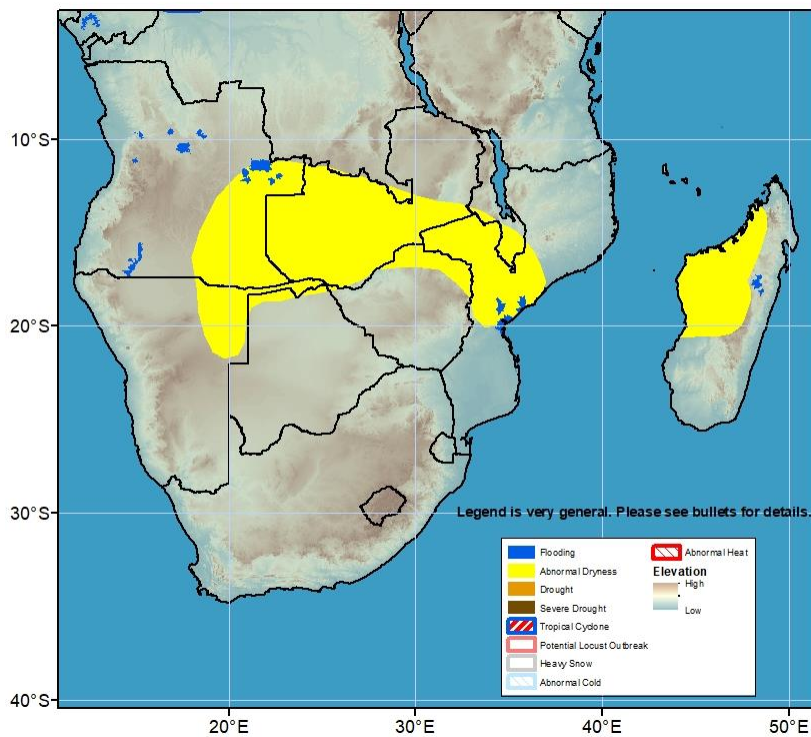 10°S
20°S
30°S
Legend is very general. Please see bullets for details.
Flooding
Abnormal Dryness
Drought
Severe Drought
Tropical Cyclone
Potential Locust Outbreak
Heavy Snow
Abnormal Cold
Abnormal Heat
Elevation
High
Low
40°S
20°E
30°E
40°E
50°E